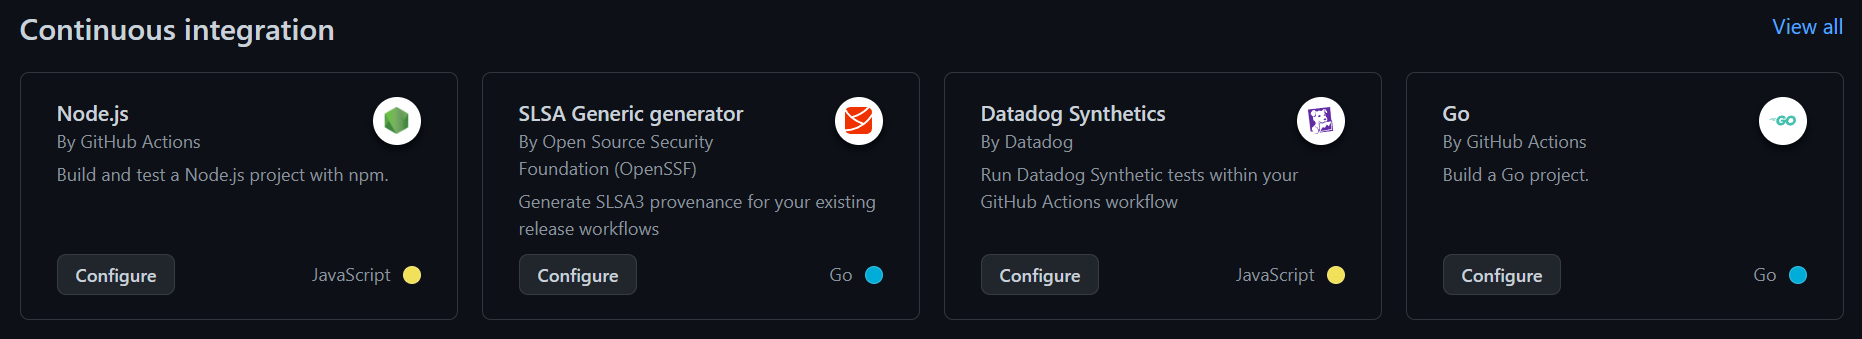 Continuous integration
View all
Node.js
By GitHub Actions
Build and test a Node.js project with npm.
Configure
JavaScript
SLSA Generic generator
By Open Source Security
Foundation (OpenSSF)
Generate SLSA3 provenance for your existing
release workflows
Configure
Go
Datadog Synthetics
By Datadog
Run Datadog Synthetic tests within your
GitHub Actions workflow
Configure
JavaScript
Go
GO
By GitHub Actions
Build a Go project.
Configure
Go